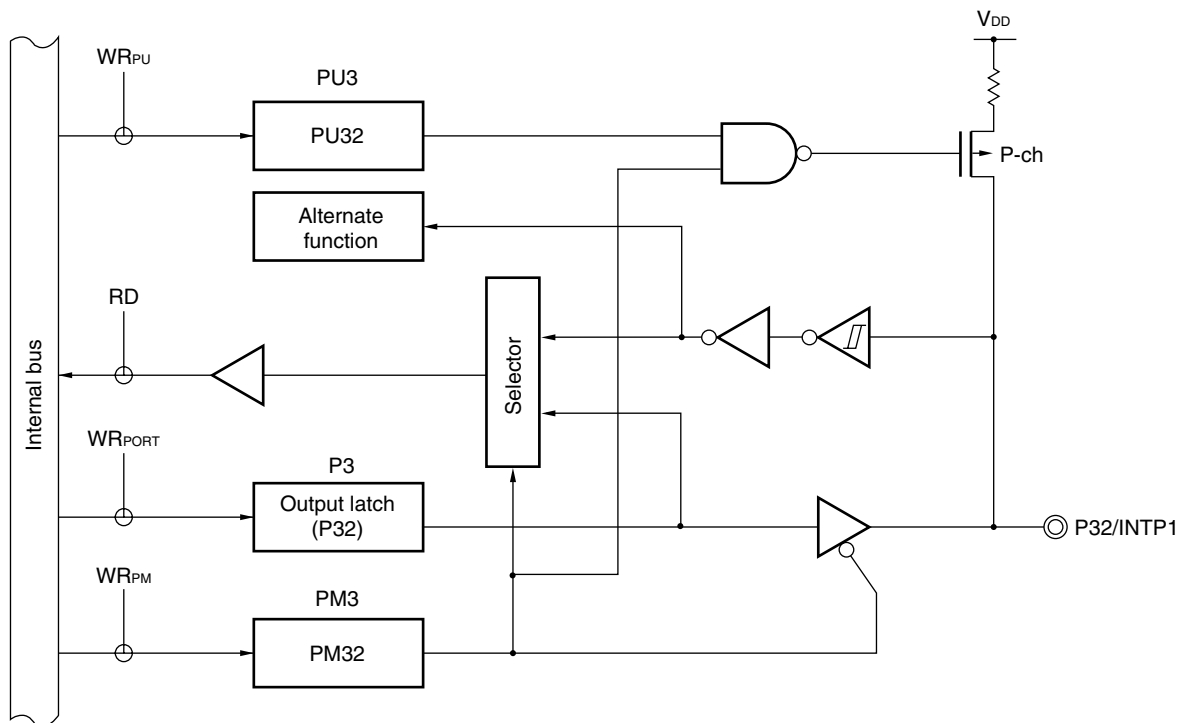 VDD
WRPU
PU3
PU32
P-ch
Alternate
function
RD
Selector
Internal bus
WRPORT
P3
Output latch
(P32)
P32/INTP1
WRPM
PM3
PM32